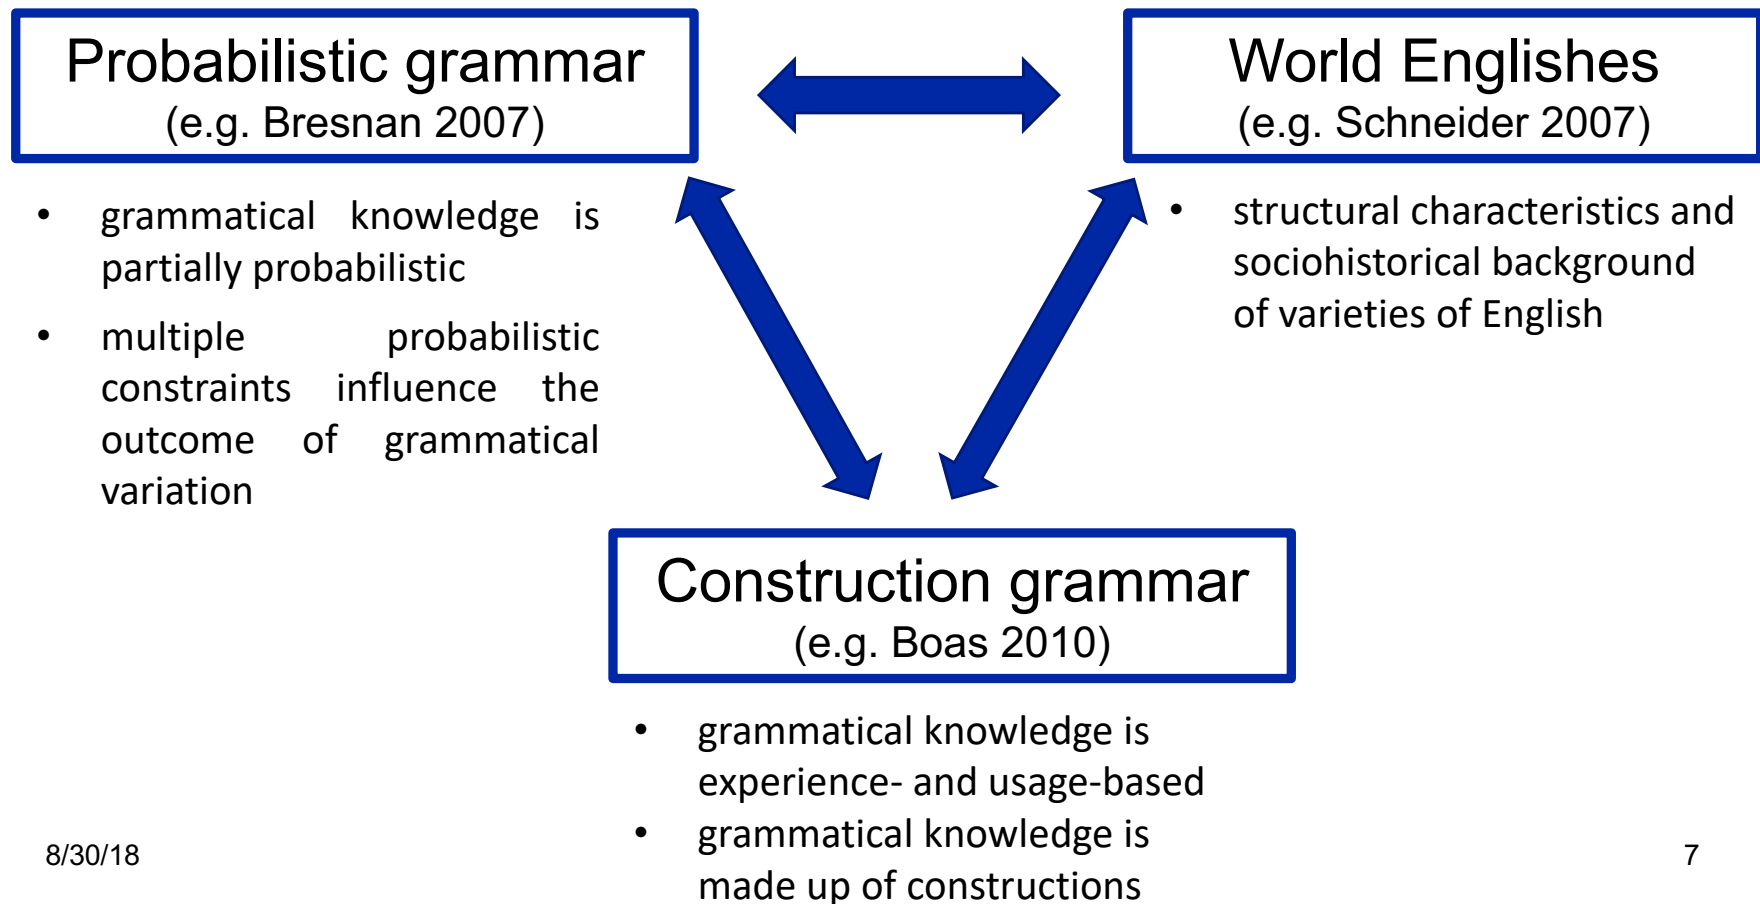 Probabilistic grammar
(e.g. Bresnan 2007)
World Englishes
(e.g. Schneider 2007)
• grammatical knowledge is
partially probabilistic
• multiple probabilistic
constraints influence the
outcome of grammatical
variation
• structural characteristics and
sociohistorical background
of varieties of English
Construction grammar
(e.g. Boas 2010)
• grammatical knowledge is
experience- and usage-based
• grammatical knowledge is
made up of constructions
8/30/18
7